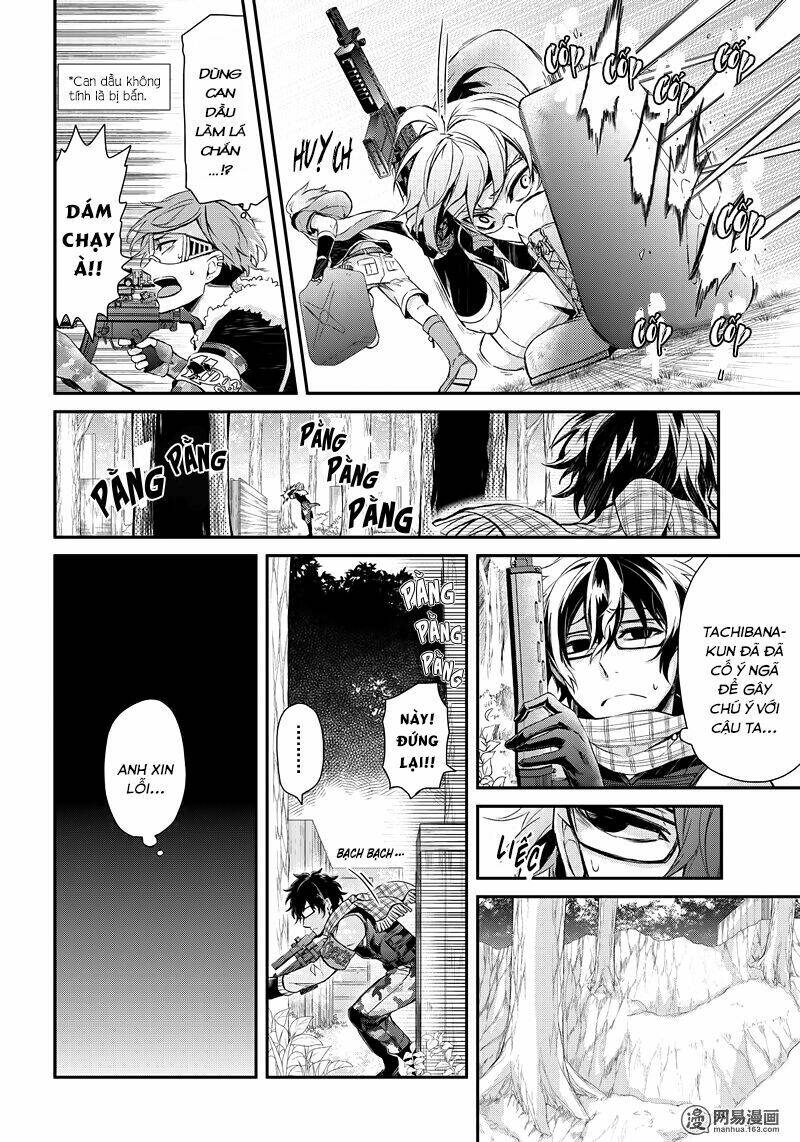 CỐP
CỐP
CỐP
CỐP
CỐP
CỐP
CỐP
CỐP
HUỴCH
DÙNG
CAN
DẦU
LÀM LÁ
CHẮN
...!?
*Can dầu không
tính là bị bắn.
DÁM
CHẠY
À!!
PẰNG
PẰNG
PẰNG
PẰNG
PẰNG
TACHIBANA-
KUN ĐÃ ĐÃ
CỐ Ý NGÃ
ĐỂ GÂY
CHÚ Ý VỚI
CẬU TA...
LIẾC
PẰNG
PẰNG
PẰNG
NÀY!
ĐỨNG
LẠI!!
.........
BẠCH BẠCH...
ANH XIN
LỖI...
网易漫画
manhua.163.com